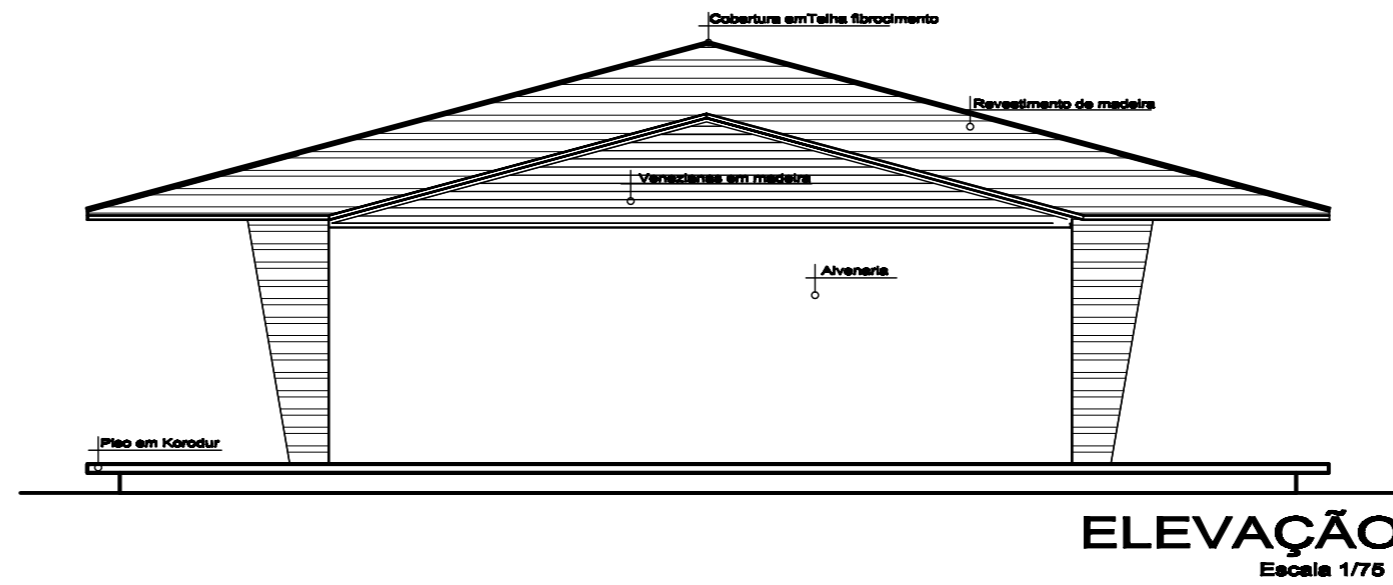 Cobertura emTelha fibrocimento
Revestimento de madeira
Venezianas em madeira
Alvenaria
Piso em Korodur
ELEVAÇÃO
Escala 1/75